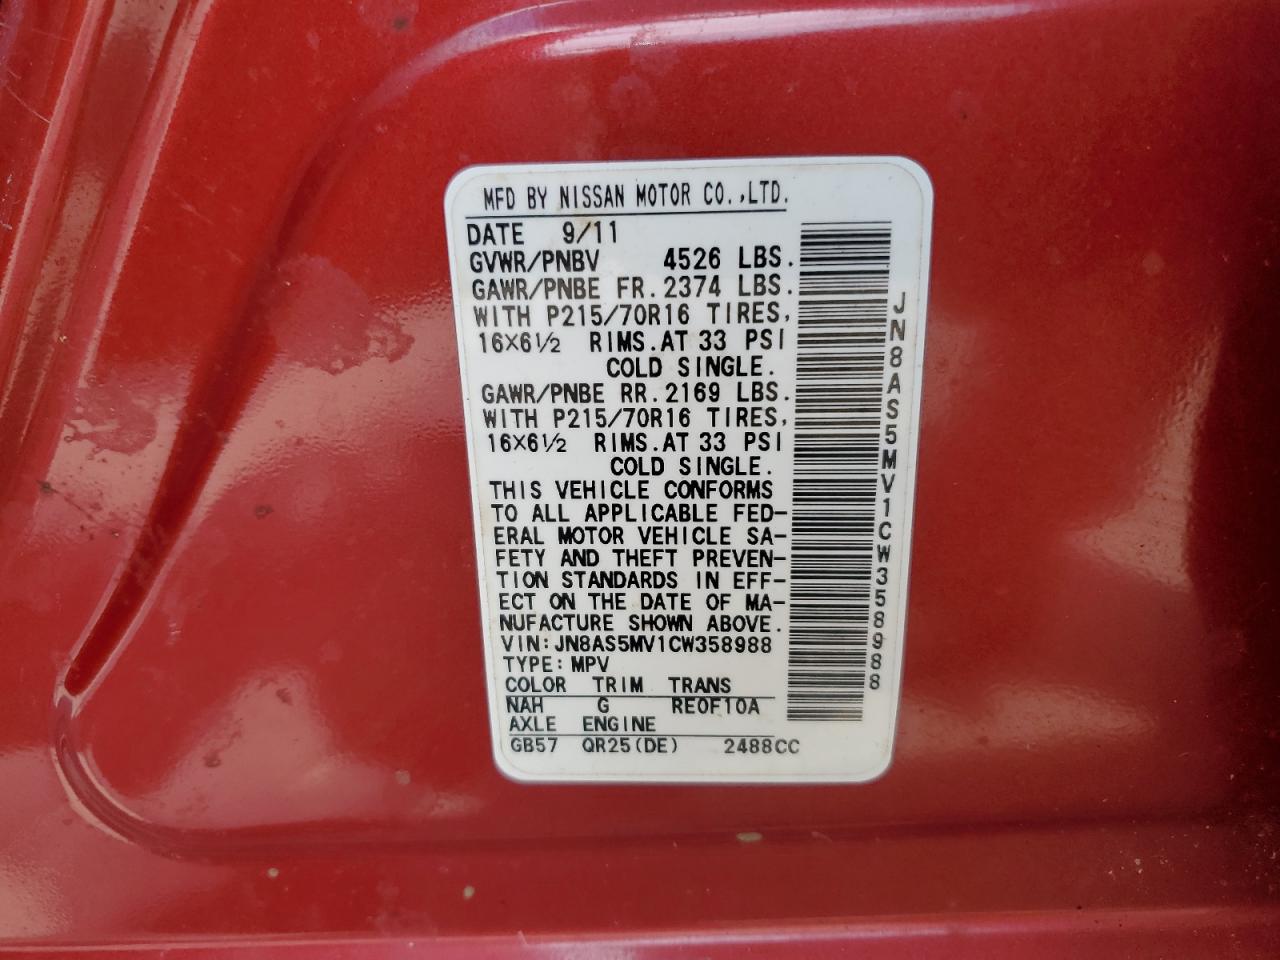 MFD BY NISSAN MOTOR CO.,LTD.
DATE 9/11
GVWR/PNBV 4526 LBS.
GAWR/PNBE FR.2374 LBS.
WITH P215/70R16 TIRES,
16×6½ RIMS.AT 33 PSI
COLD SINGLE.
GAWR/PNBE RR.2169 LBS.
WITH P215/70R16 TIRES,
16×6½ RIMS.AT 33 PSI
COLD SINGLE.
THIS VEHICLE CONFORMS
TO ALL APPLICABLE FED-
ERAL MOTOR VEHICLE SA-
FETY AND THEFT PREVEN-
TION STANDARDS IN EFF-
ECT ON THE DATE OF MA-
NUFACTURE SHOWN ABOVE.
VIN:JN8AS5MV1CW358988
TYPE:MPV
COLOR TRIM TRANS
NAH G RE0F10A
AXLE ENGINE
GB57 QR25(DE) 2488CC
JN8AS5MV1CW358988